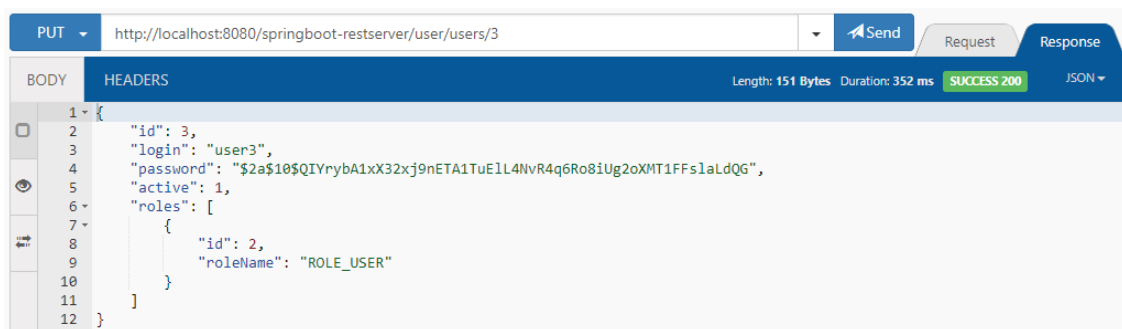 PUT http://localhost:8080/springboot-restserver/user/users/3 Send Request Response
BODY HEADERS Length: 151 Bytes Duration: 352 ms SUCCESS 200 JSON
1 {
2 "id": 3,
3 "login": "user3",
4 "password": "$2a$10$QIYrybA1xX32xj9nETA1TuElL4NvR4q6Ro8iUg2oXMT1FFslaLdQG",
5 "active": 1,
6 "roles": [
7 {
8 "id": 2,
9 "roleName": "ROLE_USER"
10 }
11 ]
12 }